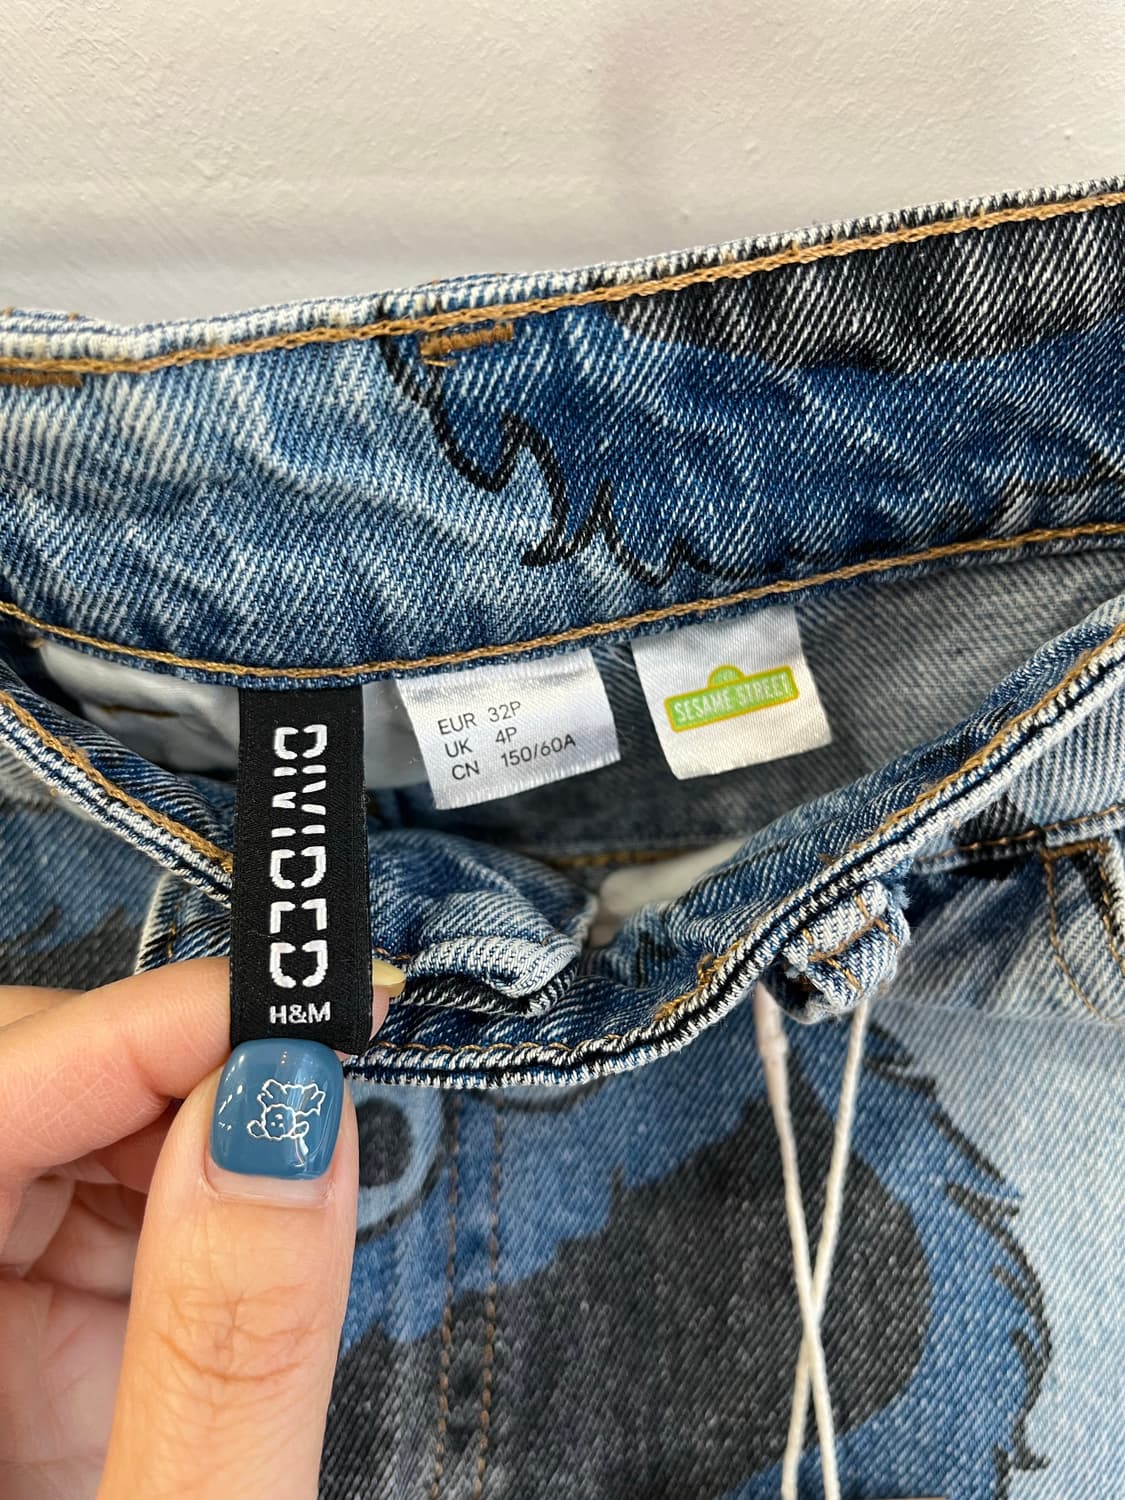 DIVIDED
H&M
EUR 32P
UK 4P
CN 150/60A
SESAME STREET